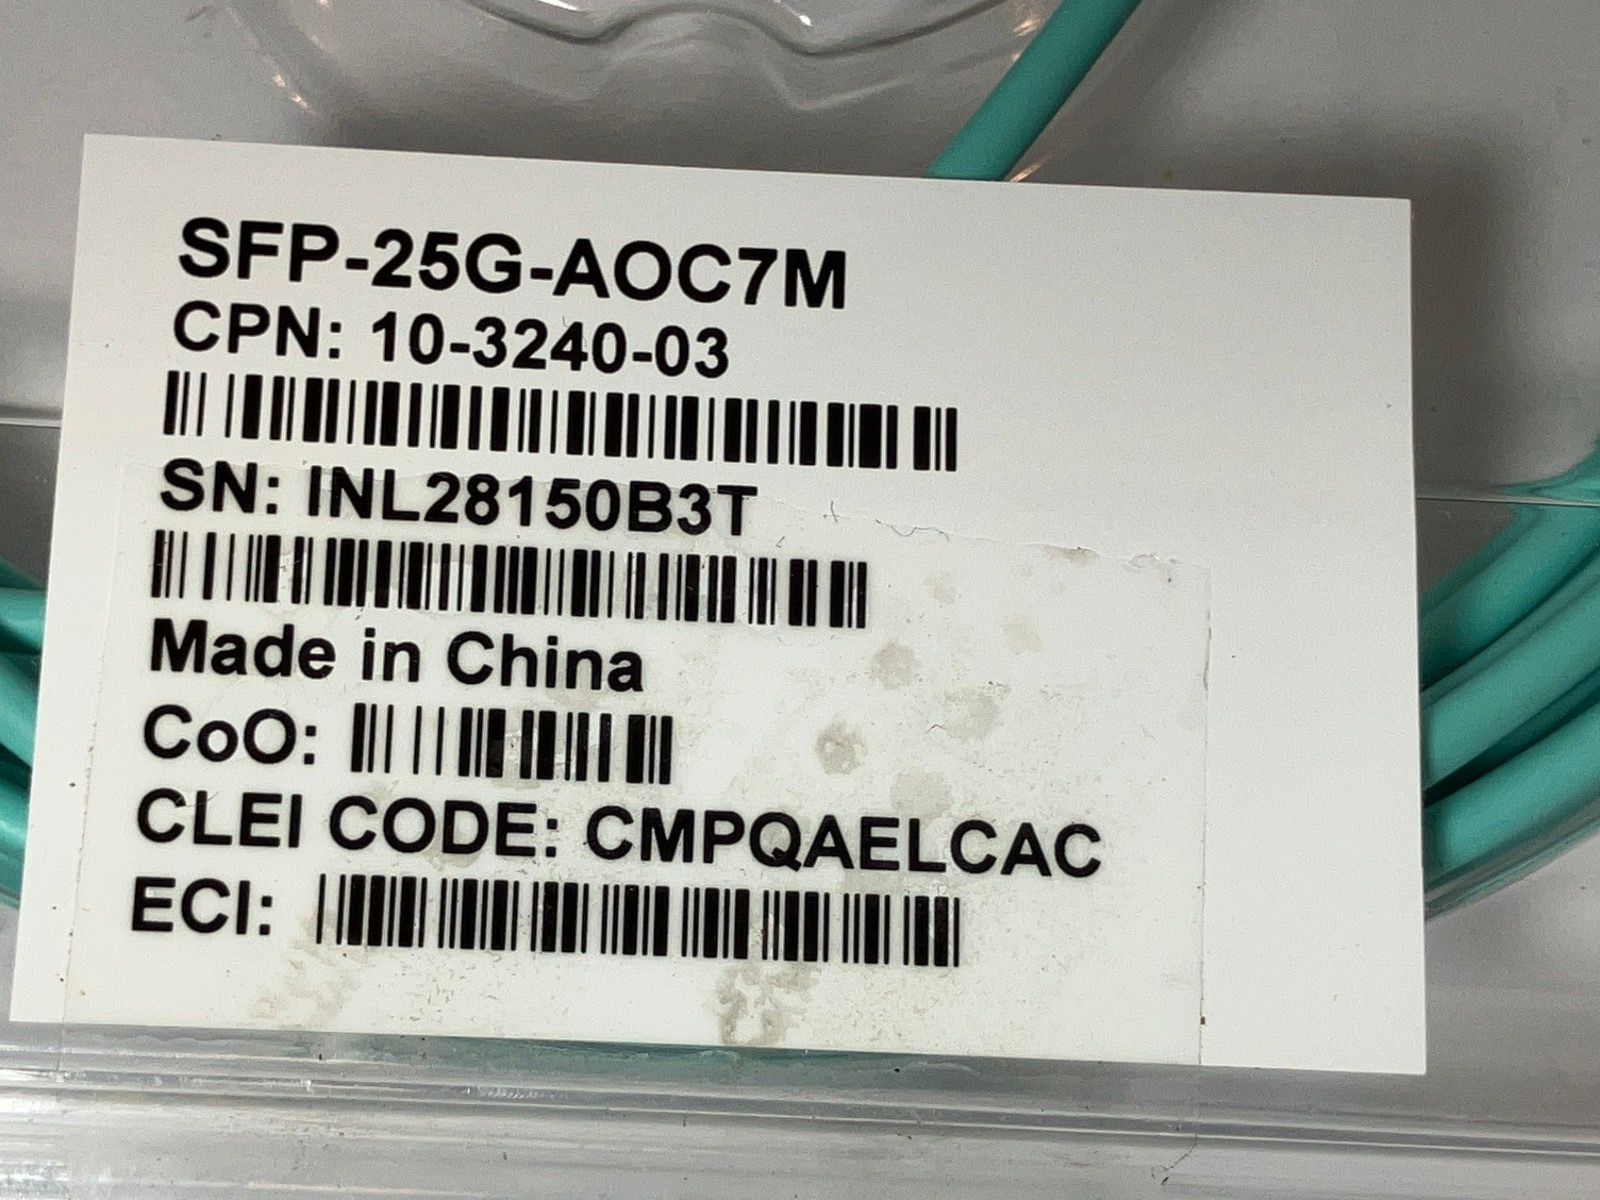 SFP-25G-AOC7M
CPN: 10-3240-03
SN: INL28150B3T
Made in China
CoO:
CLEI CODE: CMPQAELCAC
ECI: